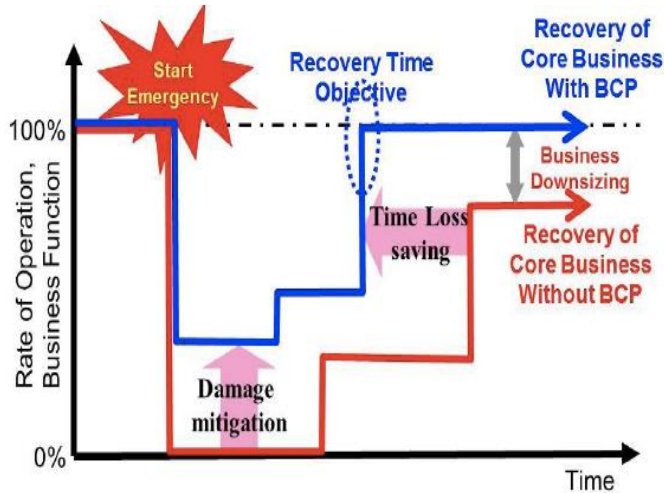 Start
Emergency
Recovery Time
Objective
Recovery of
Core Business
With BCP
100%
Rate of Operation,
Business Function
Business
Downsizing
Time Loss
saving
Recovery of
Core Business
Without BCP
Damage
mitigation
0%
Time